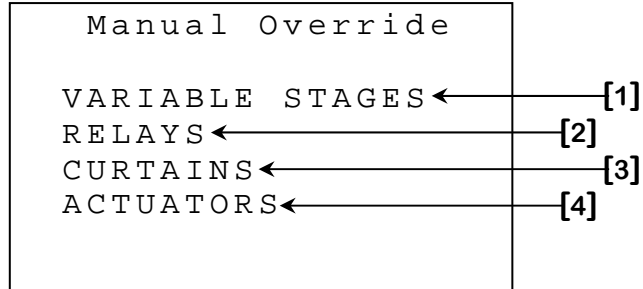 Manual Override
VARIABLE STAGES [1]
RELAYS [2]
CURTAINS [3]
ACTUATORS [4]